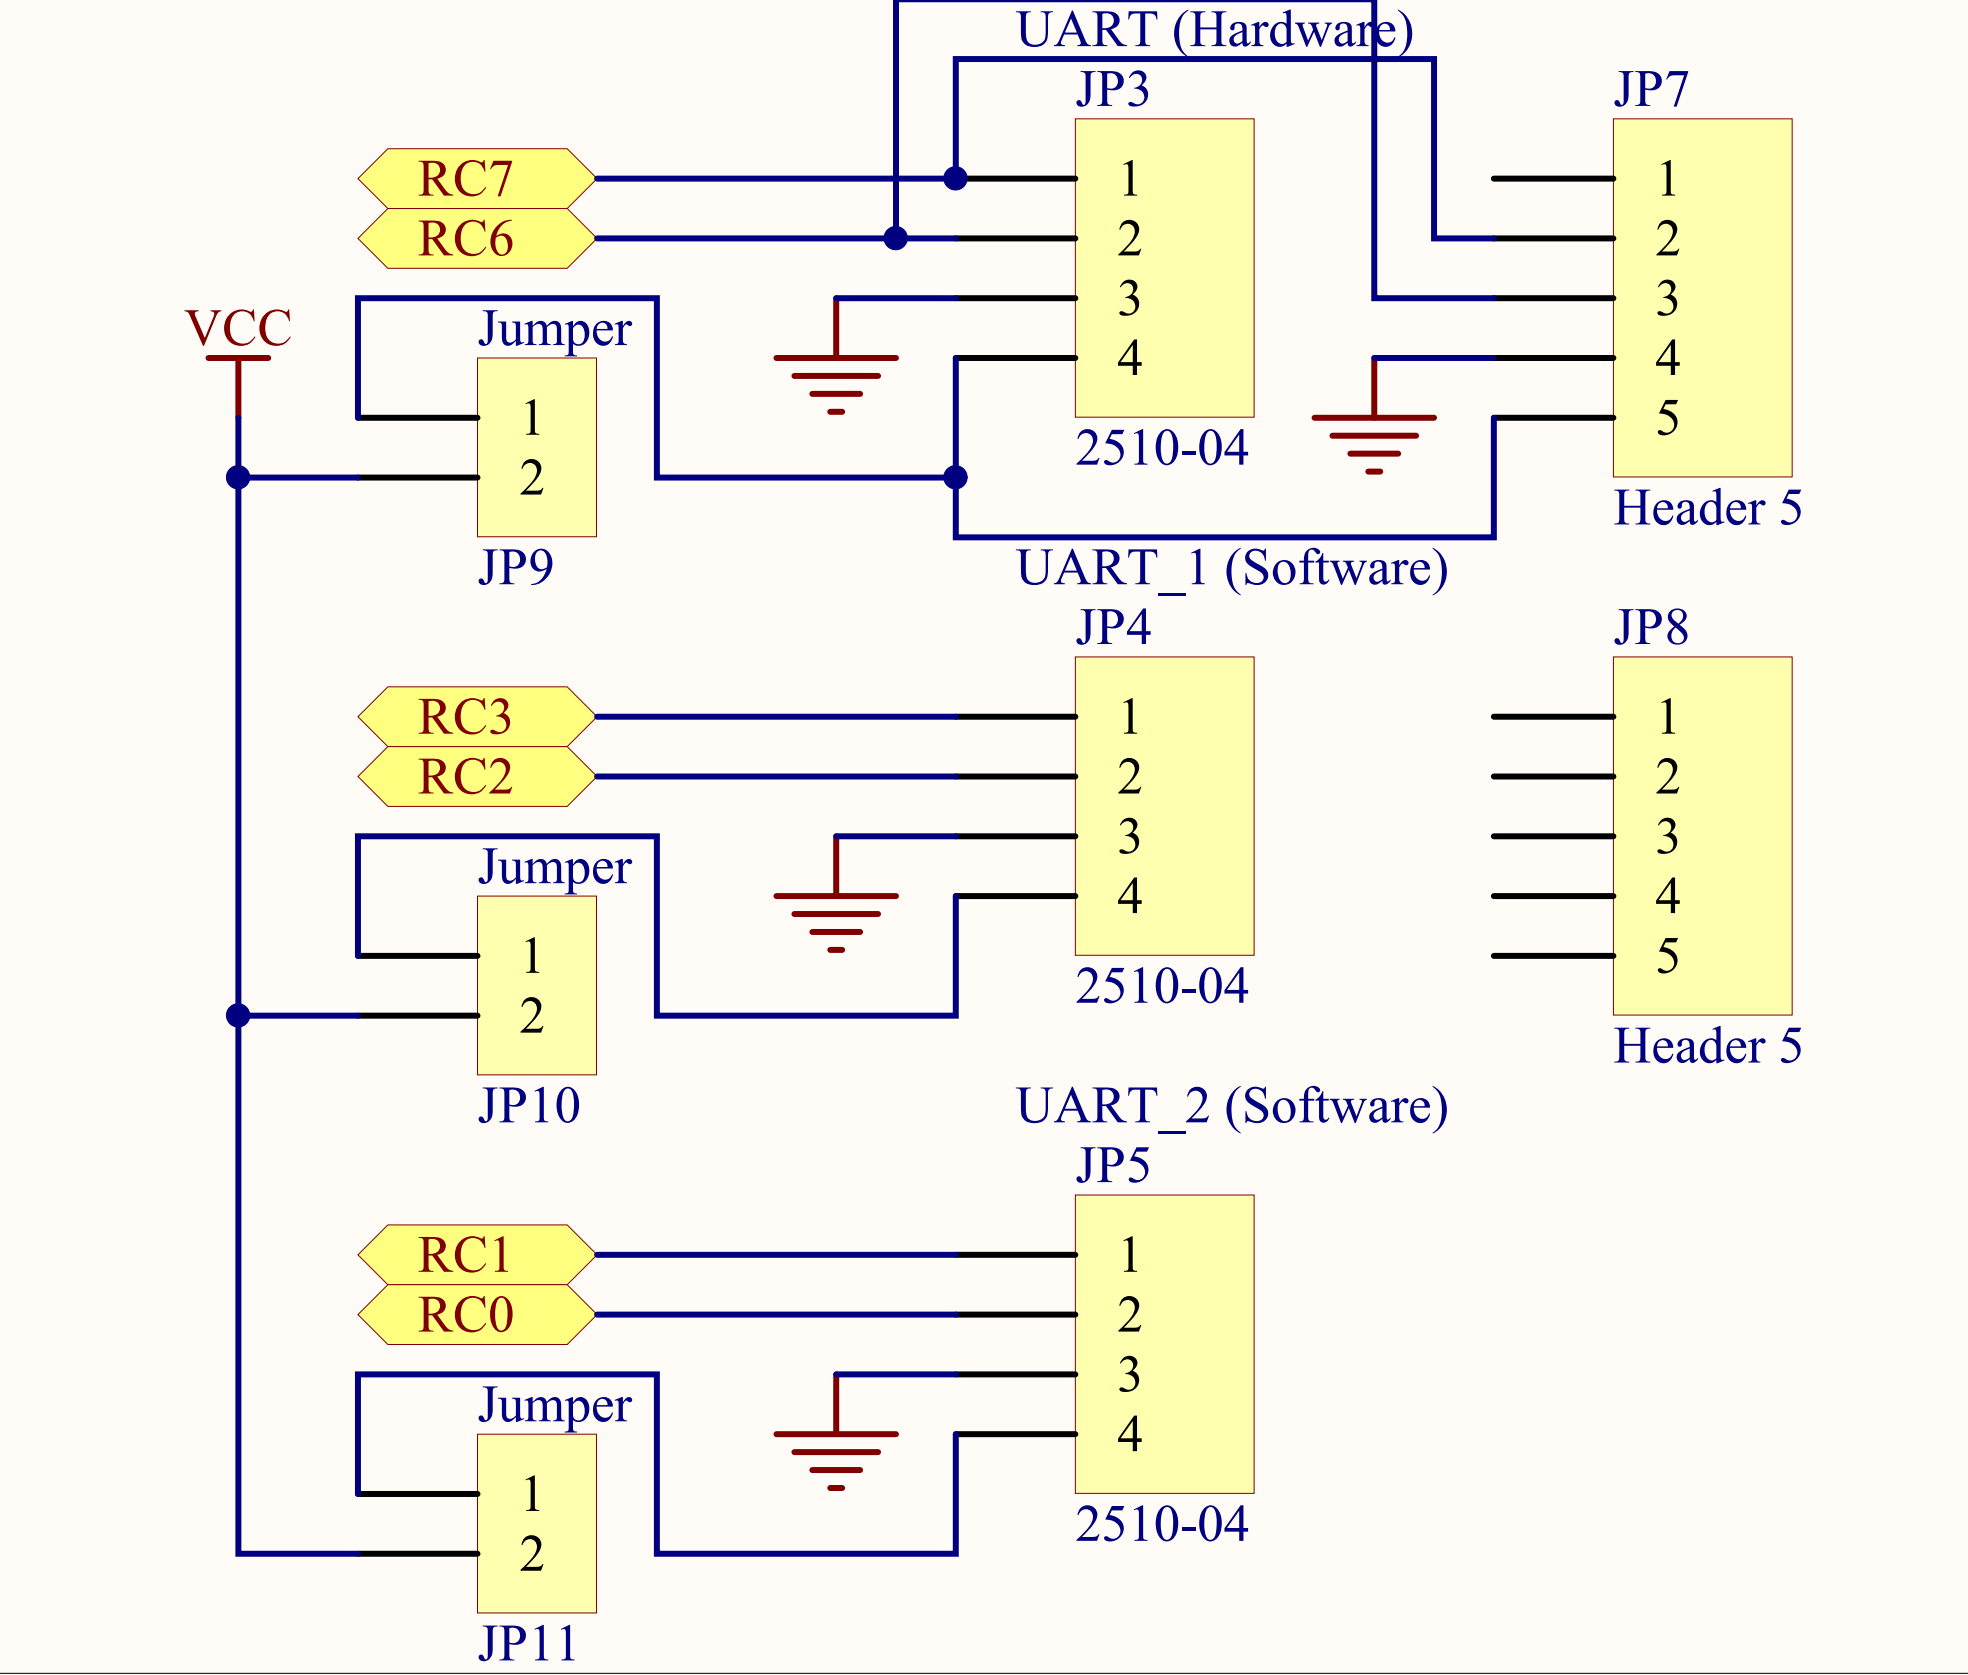 UART (Hardware)
JP3
JP7
RC7
1
1
RC6
2
2
3
3
VCC
Jumper
4
4
1
5
2010-04
2
Header 5
JP9
UART_1 (Software)
JP4
JP8
RC3
1
1
RC2
2
2
3
3
Jumper
4
4
1
5
2510-04
2
Header 5
JP10
UART_2 (Software)
JP5
RC1
1
RC0
2
3
Jumper
4
1
2510-04
2
JP11